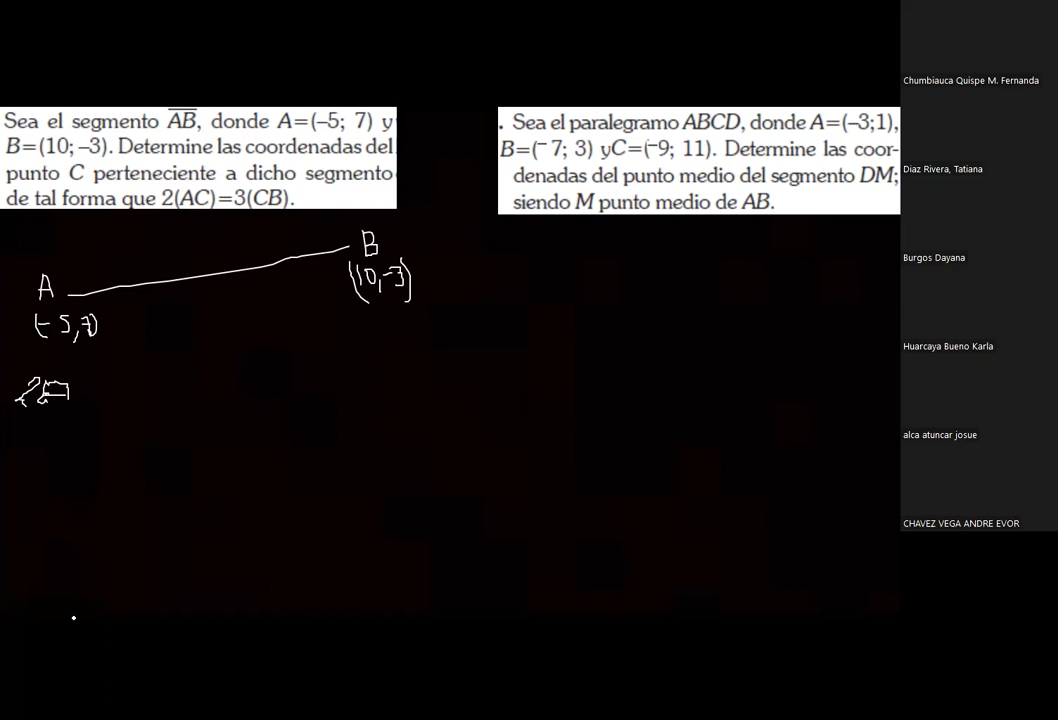 Sea el segmento AB, donde A=(–5; 7) y
B=(10; –3). Determine las coordenadas del
punto C perteneciente a dicho segmento
de tal forma que 2(AC)=3(CB).
. Sea el paralegramo ABCD, donde A=(–3;1),
B=(⁻ 7; 3) yC=(⁻9; 11). Determine las coor-
denadas del punto medio del segmento DM;
siendo M punto medio de AB.
B
(10,-3)
A
(-5,7)
Chumbiauca Quispe M. Fernanda
Diaz Rivera, Tatiana
Burgos Dayana
Huarcaya Bueno Karla
alca atuncar josue
CHAVEZ VEGA ANDRE EVOR